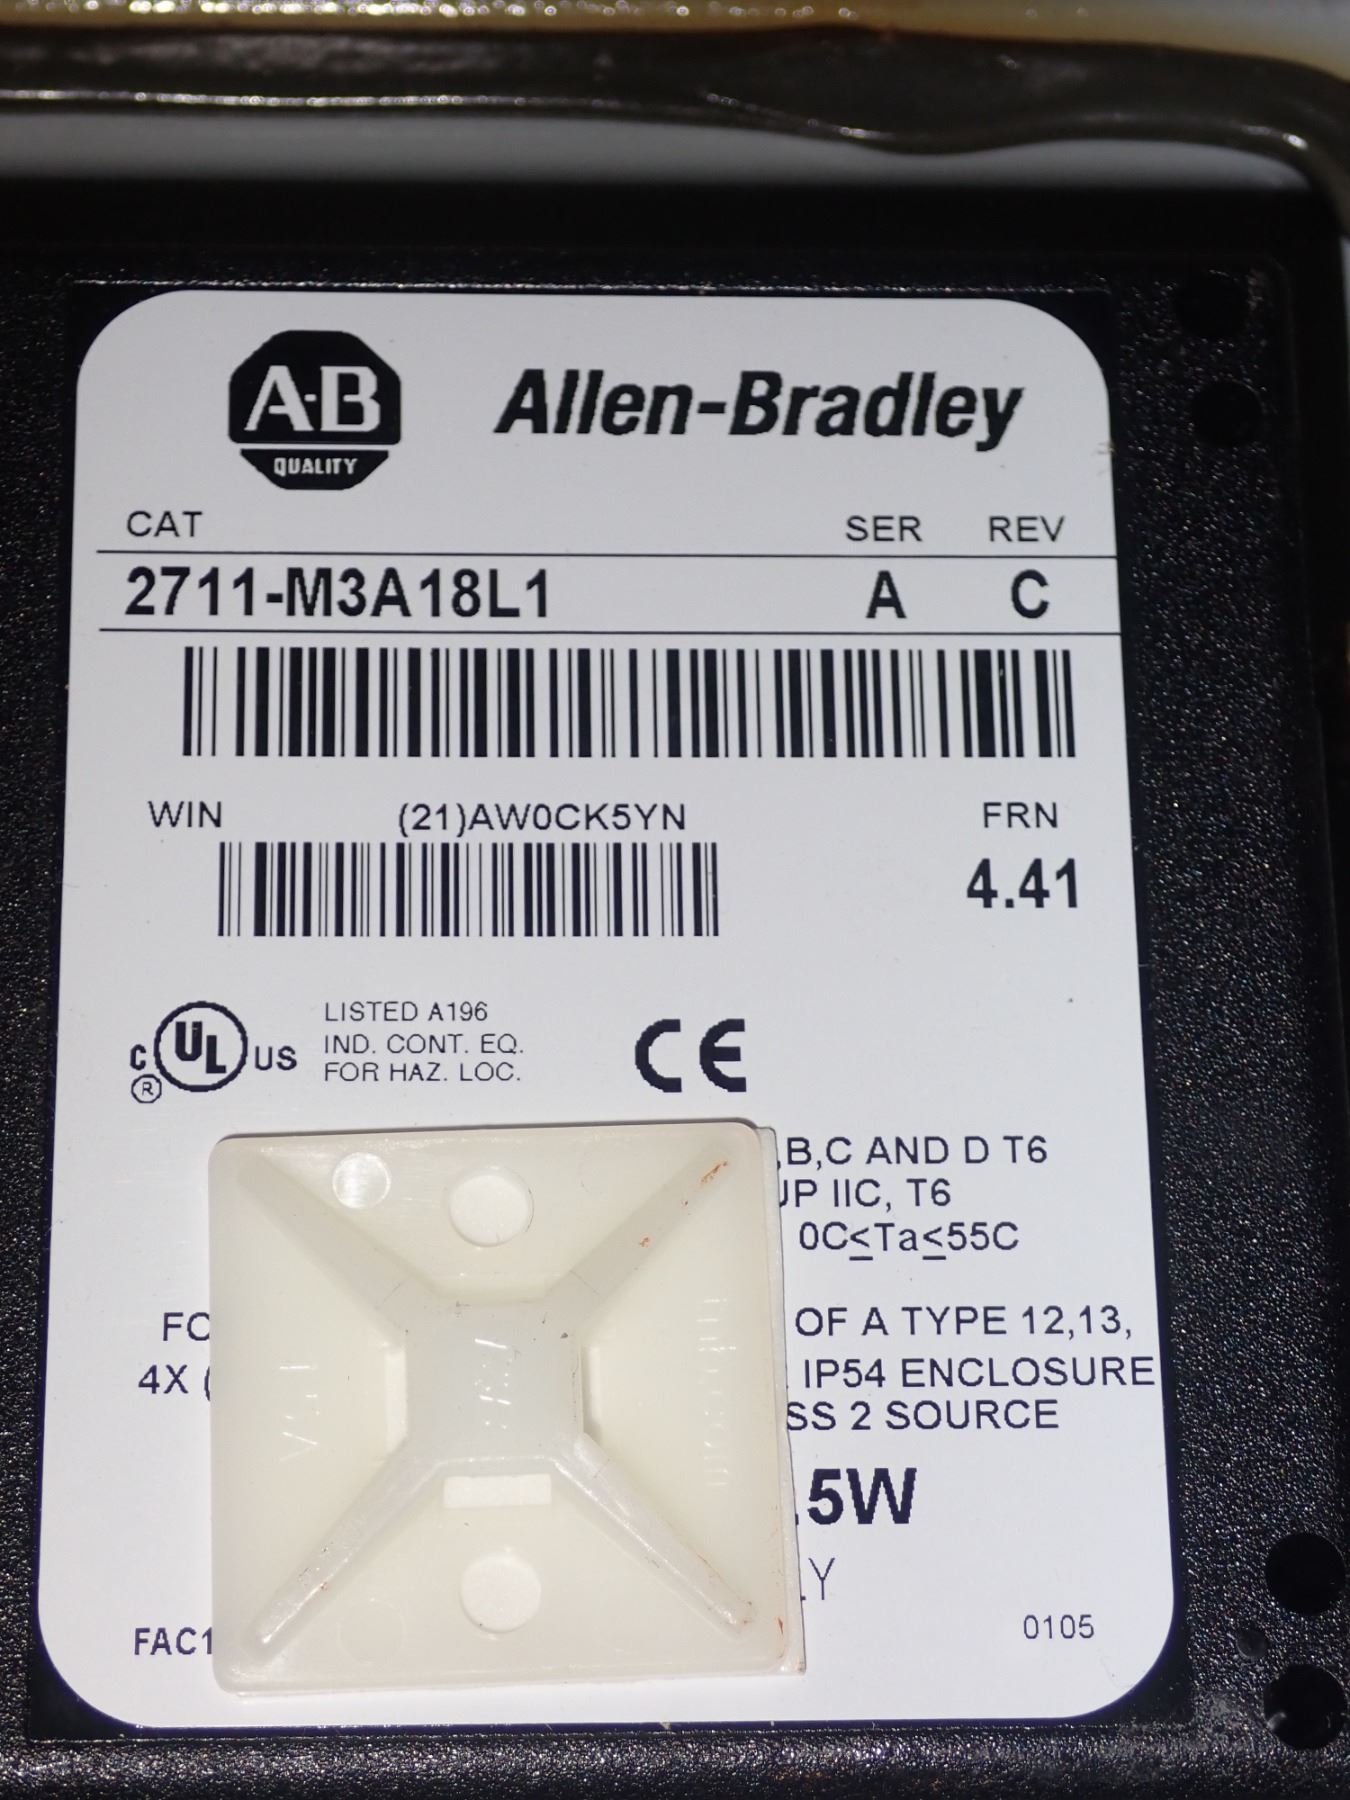 A-B
QUALITY
Allen-Bradley
CAT SER REV
2711-M3A18L1 A C
WIN (21)AW0CK5YN FRN
4.41
C UL US
®
LISTED A196
IND. CONT. EQ.
FOR HAZ. LOC.
CE
,B,C AND D T6
UP IIC, T6
0C≤Ta≤55C
FO OF A TYPE 12,13,
4X ( IP54 ENCLOSURE
SS 2 SOURCE
.5W
Y
FAC1 0105